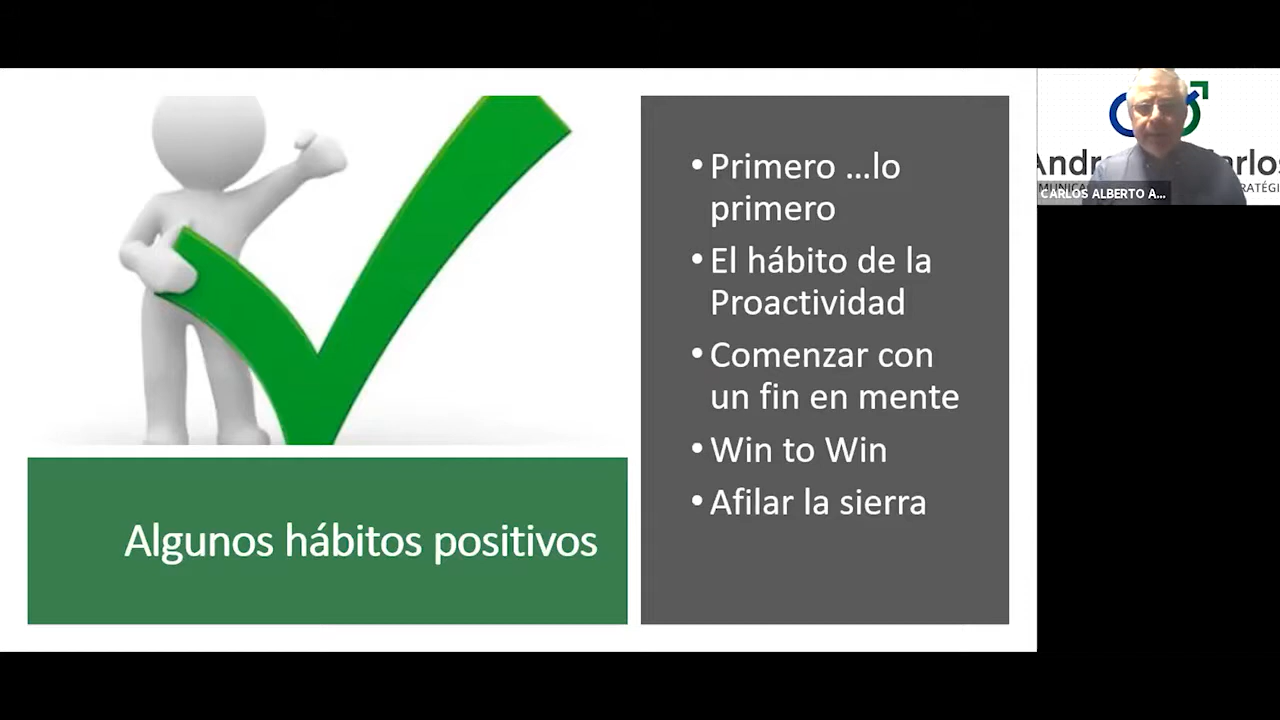 Primero ...lo
primero
El hábito de la
Proactividad
Comenzar con
un fin en mente
Win to Win
Afilar la sierra
Algunos hábitos positivos
CARLOS ALBERTO A...